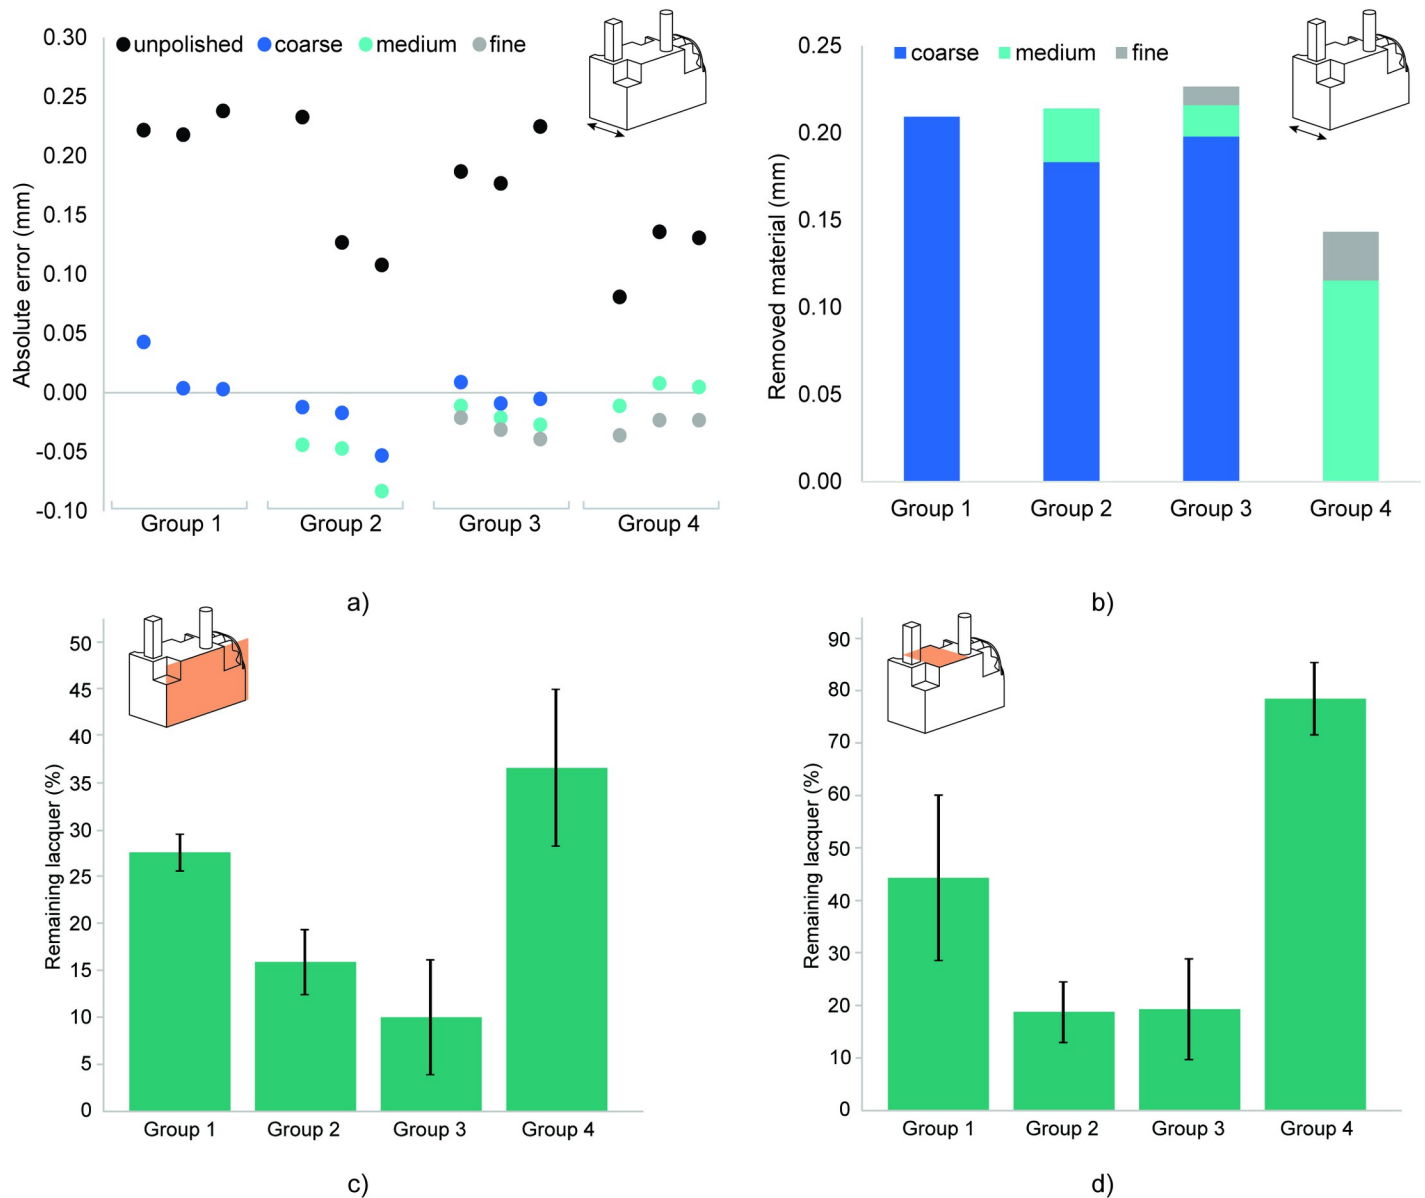 0.30
0.25
0.20
0.15
0.10
0.05
0.00
-0.05
-0.10
Absolute error (mm)
unpolished coarse medium fine
Group 1 Group 2 Group 3 Group 4
a)
0.25
0.20
0.15
0.10
0.05
0.00
Removed material (mm)
coarse medium fine
Group 1 Group 2 Group 3 Group 4
b)
50
45
40
35
30
25
20
15
10
5
0
Remaining lacquer (%)
Group 1 Group 2 Group 3 Group 4
c)
90
80
70
60
50
40
30
20
10
0
Remaining lacquer (%)
Group 1 Group 2 Group 3 Group 4
d)